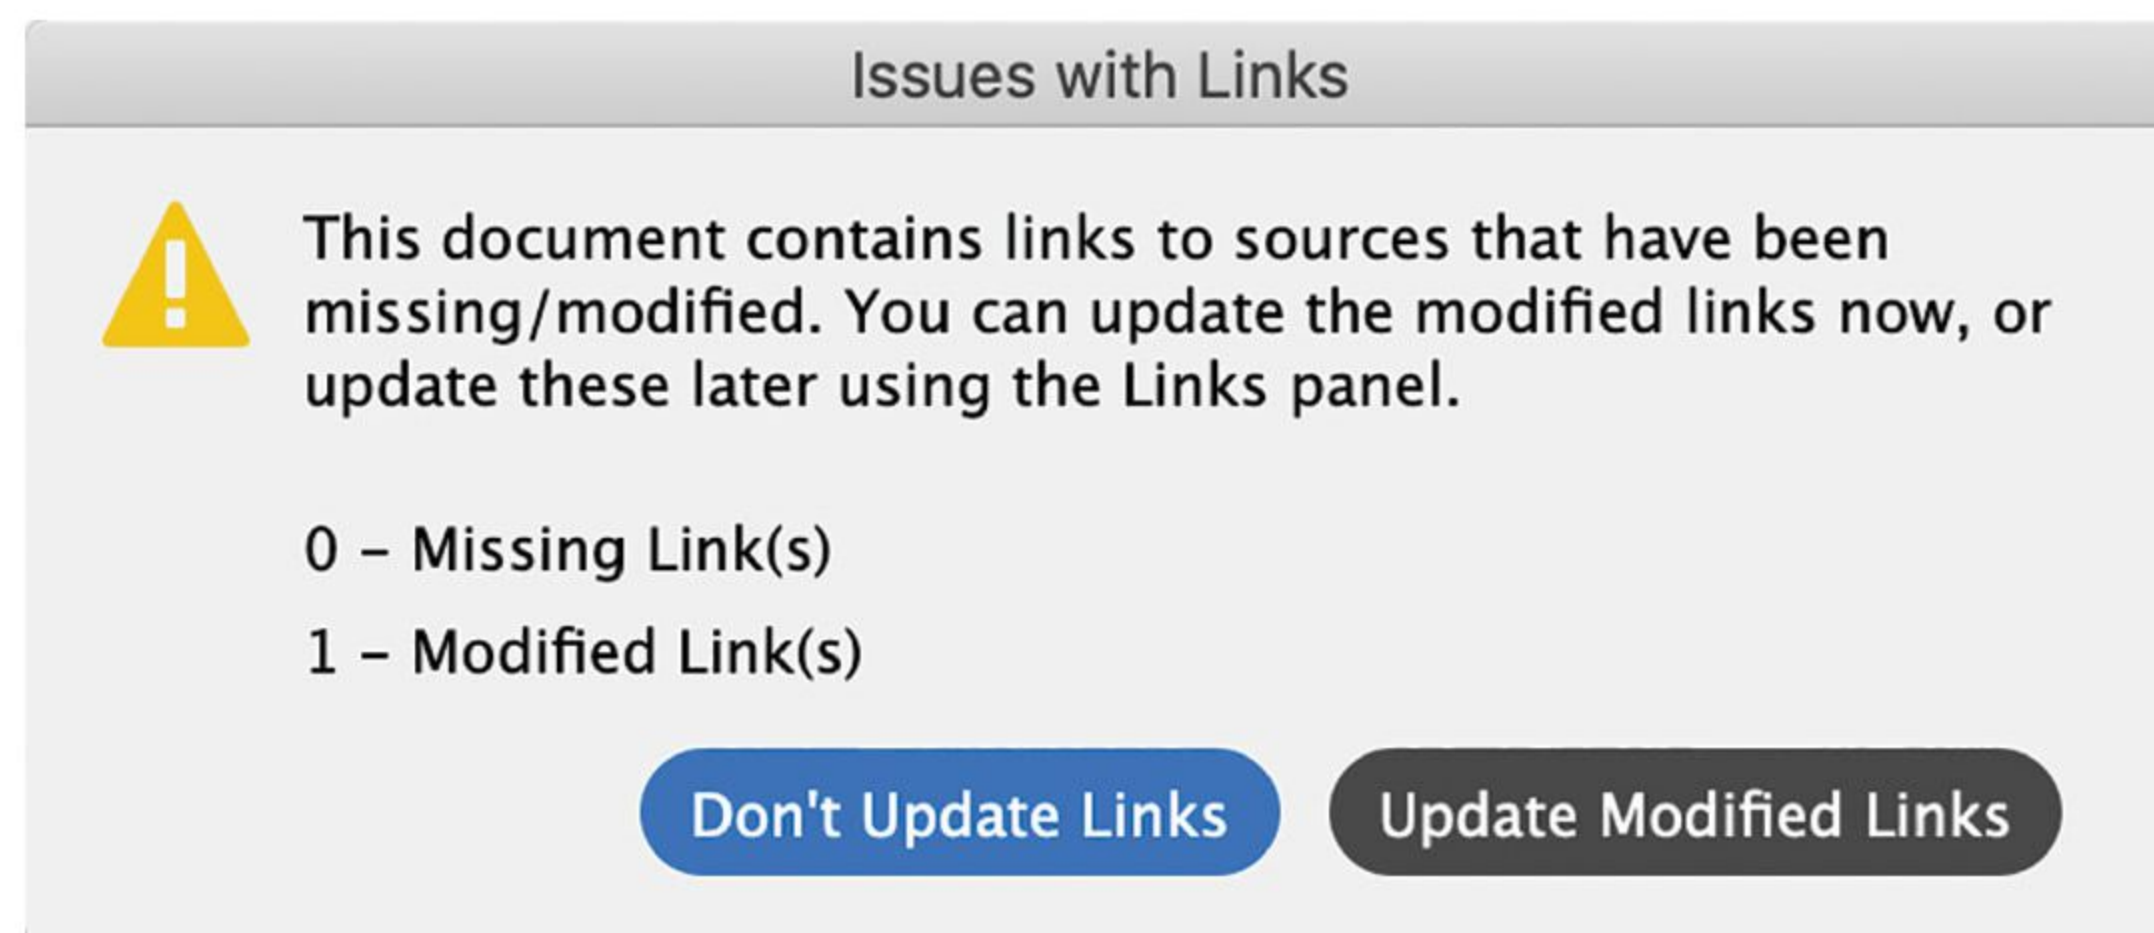 Issues with Links
This document contains links to sources that have been
missing/modified. You can update the modified links now, or
update these later using the Links panel.
0 – Missing Link(s)
1 – Modified Link(s)
Don't Update Links
Update Modified Links